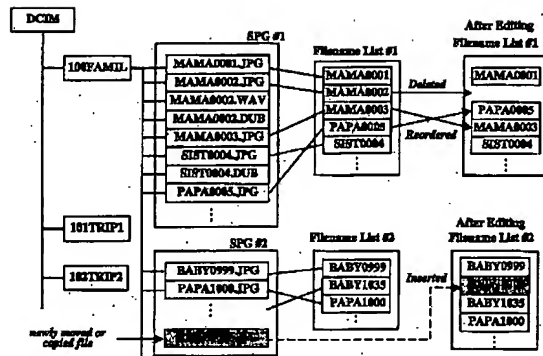 DCIM
100FAMIL
101TRIP1
102TRIP2
newly moved or
copied file
SPG #1
MAMA0001.JPG
MAMA0002.JPG
MAMA0002.WAV
MAMA0002.DUB
MAMA0003.JPG
SIST0004.JPG
SIST0004.DUB
PAPA0005.JPG
Filename List #1
MAMA0001
MAMA0002
MAMA0003
PAPA0005
SIST0004
Deleted
Reordered
After Editing
Filename List #1
MAMA0001
PAPA0005
MAMA0003
SIST0004
SPG #2
BABY0999.JPG
PAPA1000.JPG
Filename List #2
BABY0999
BABY1035
PAPA1000
Inserted
After Editing
Filename List #2
BABY0999
BABY1035
PAPA1000